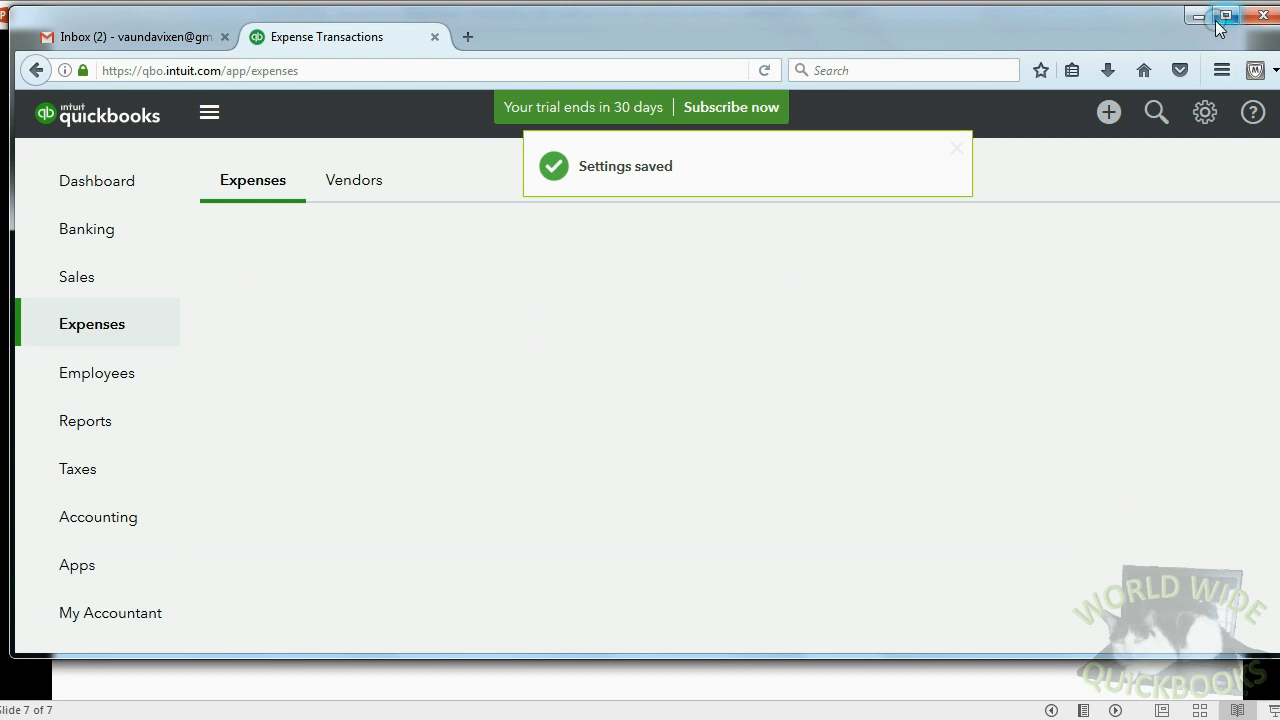 Inbox (2) - vaundavixen@gm
Expense Transactions
https://qbo.intuit.com/app/expenses
Search
intuit
quickbooks
Your trial ends in 30 days
Subscribe now
Settings saved
Expenses
Vendors
Dashboard
Banking
Sales
Expenses
Employees
Reports
Taxes
Accounting
Apps
My Accountant
WORLD WIDE
QUICKBOOKS
Slide 7 of 7